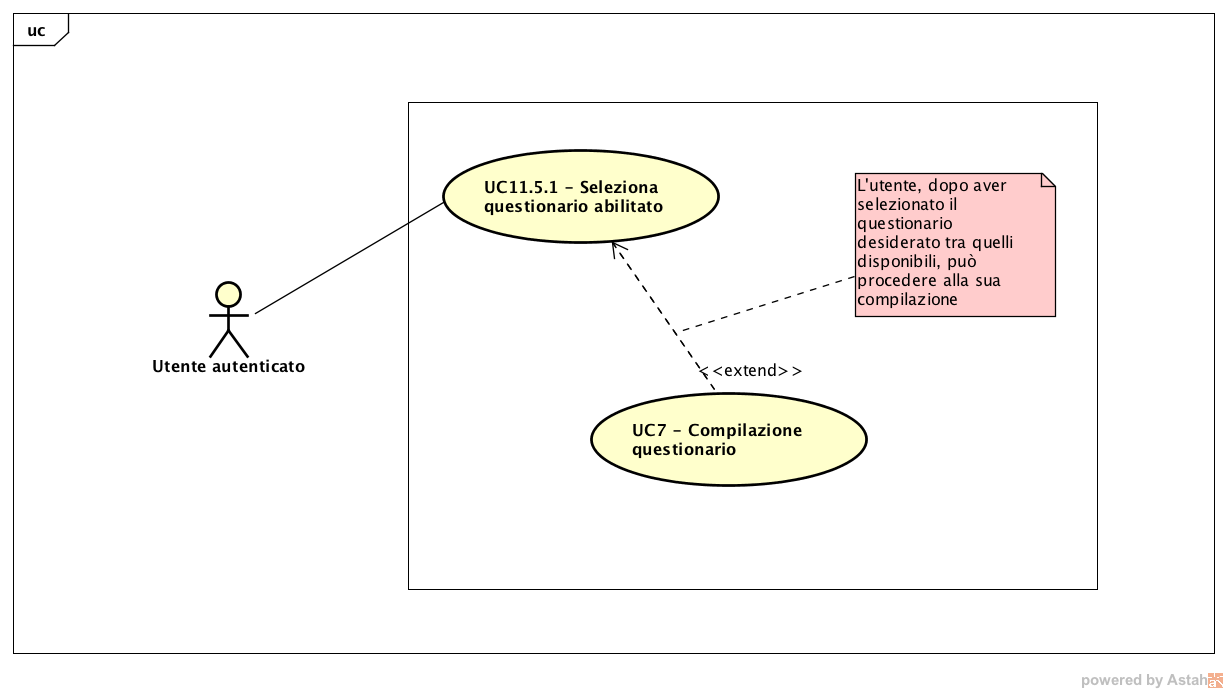 uc
UC11.5.1 – Seleziona
questionario abilitato
L'utente, dopo aver
selezionato il
questionario
desiderato tra quelli
disponibili, può
procedere alla sua
compilazione
Utente autenticato
<<extend>>
UC7 – Compilazione
questionario
powered by Astah